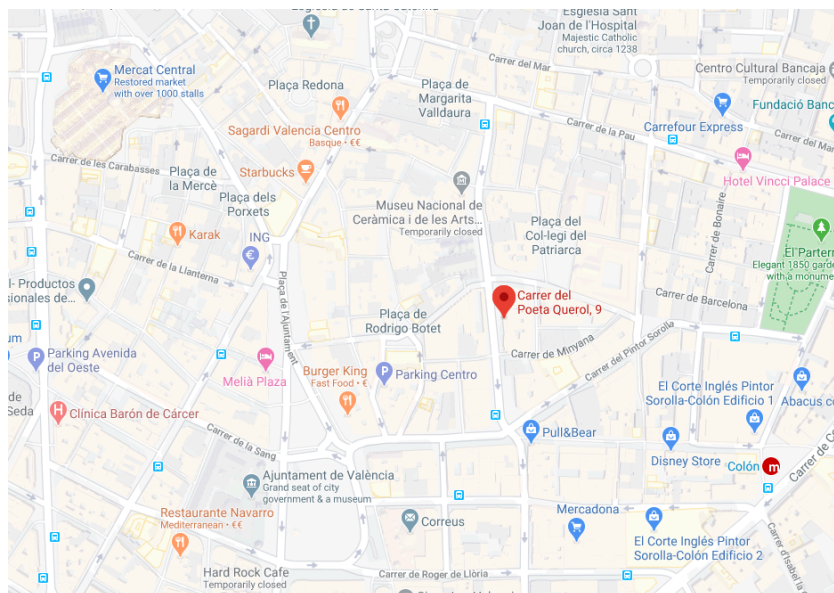 Església de Santa Caterina
Església Sant
Joan de l'Hospital
Majestic Catholic
church, circa 1238
Carrer del Mar
Centro Cultural Bancaja
Temporarily closed
Mercat Central
Restored market
with over 1000 stalls
Plaça Redona
Plaça de
Margarita
Valldaura
Fundació Banc
Carrefour Express
Carrer de la Pau
Carrer del Mar
Sagardi Valencia Centro
Basque • €€
Carrer de les Carabasses
Plaça de
la Mercè
Starbucks
Hotel Vincci Palace
Museu Nacional de
Ceràmica i de les Arts...
Temporarily closed
Plaça dels
Porxets
Plaça del
Col·legi del
Patriarca
Carrer de Bonaire
Karak
ING
El Parterr
Elegant 1850 garde
with a monume
Carrer de la Llanterna
l- Productos
sionales de...
Plaça de l'Ajuntament
Carrer del
Poeta Querol, 9
Carrer de Barcelona
Plaça de
Rodrigo Botet
Carrer de Minyana
Carrer del Pintor Sorolla
um
Parking Avenida
del Oeste
Melià Plaza
Burger King
Fast Food • €
Parking Centro
El Corte Inglés Pintor
Sorolla-Colón Edificio 1
Abacus co
de
Seda
Clínica Barón de Cárcer
Carrer de la Sang
Pull&Bear
Disney Store
Colón
m
Carrer de C
Ajuntament de València
Grand seat of city
government & a museum
Restaurante Navarro
Mediterranean • €€
Correus
Mercadona
El Corte Inglés Pintor
Sorolla-Colón Edificio 2
Carrer d'Isabel la
Hard Rock Cafe
Temporarily closed
Carrer de Roger de Llòria